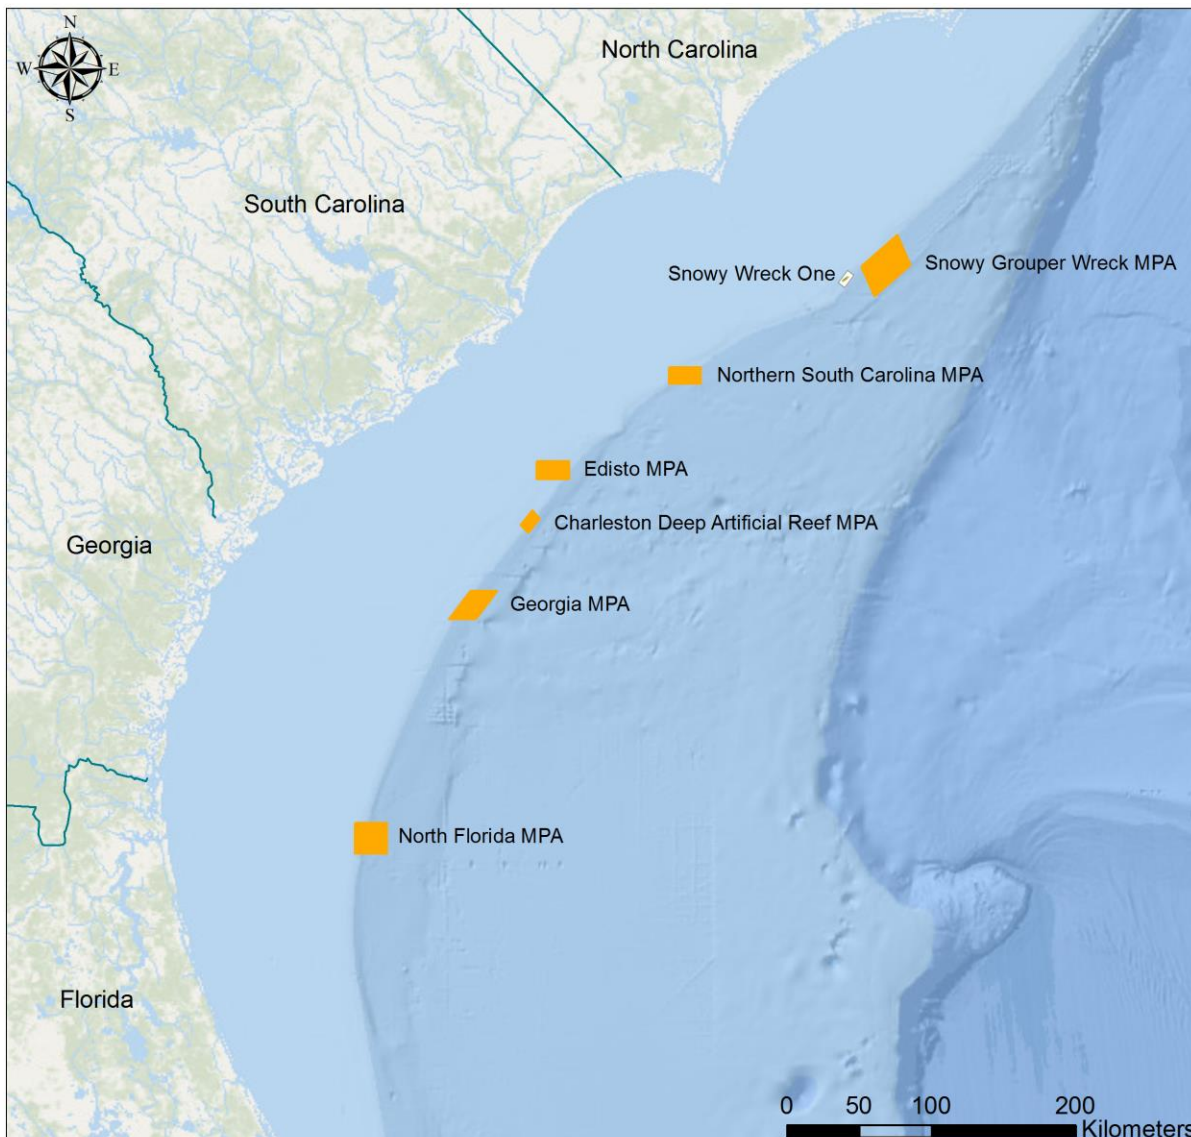 N
W E
S
North Carolina
South Carolina
Snowy Wreck One
Snowy Grouper Wreck MPA
Northern South Carolina MPA
Edisto MPA
Charleston Deep Artificial Reef MPA
Georgia
Georgia MPA
North Florida MPA
Florida
0 50 100 200
Kilometers